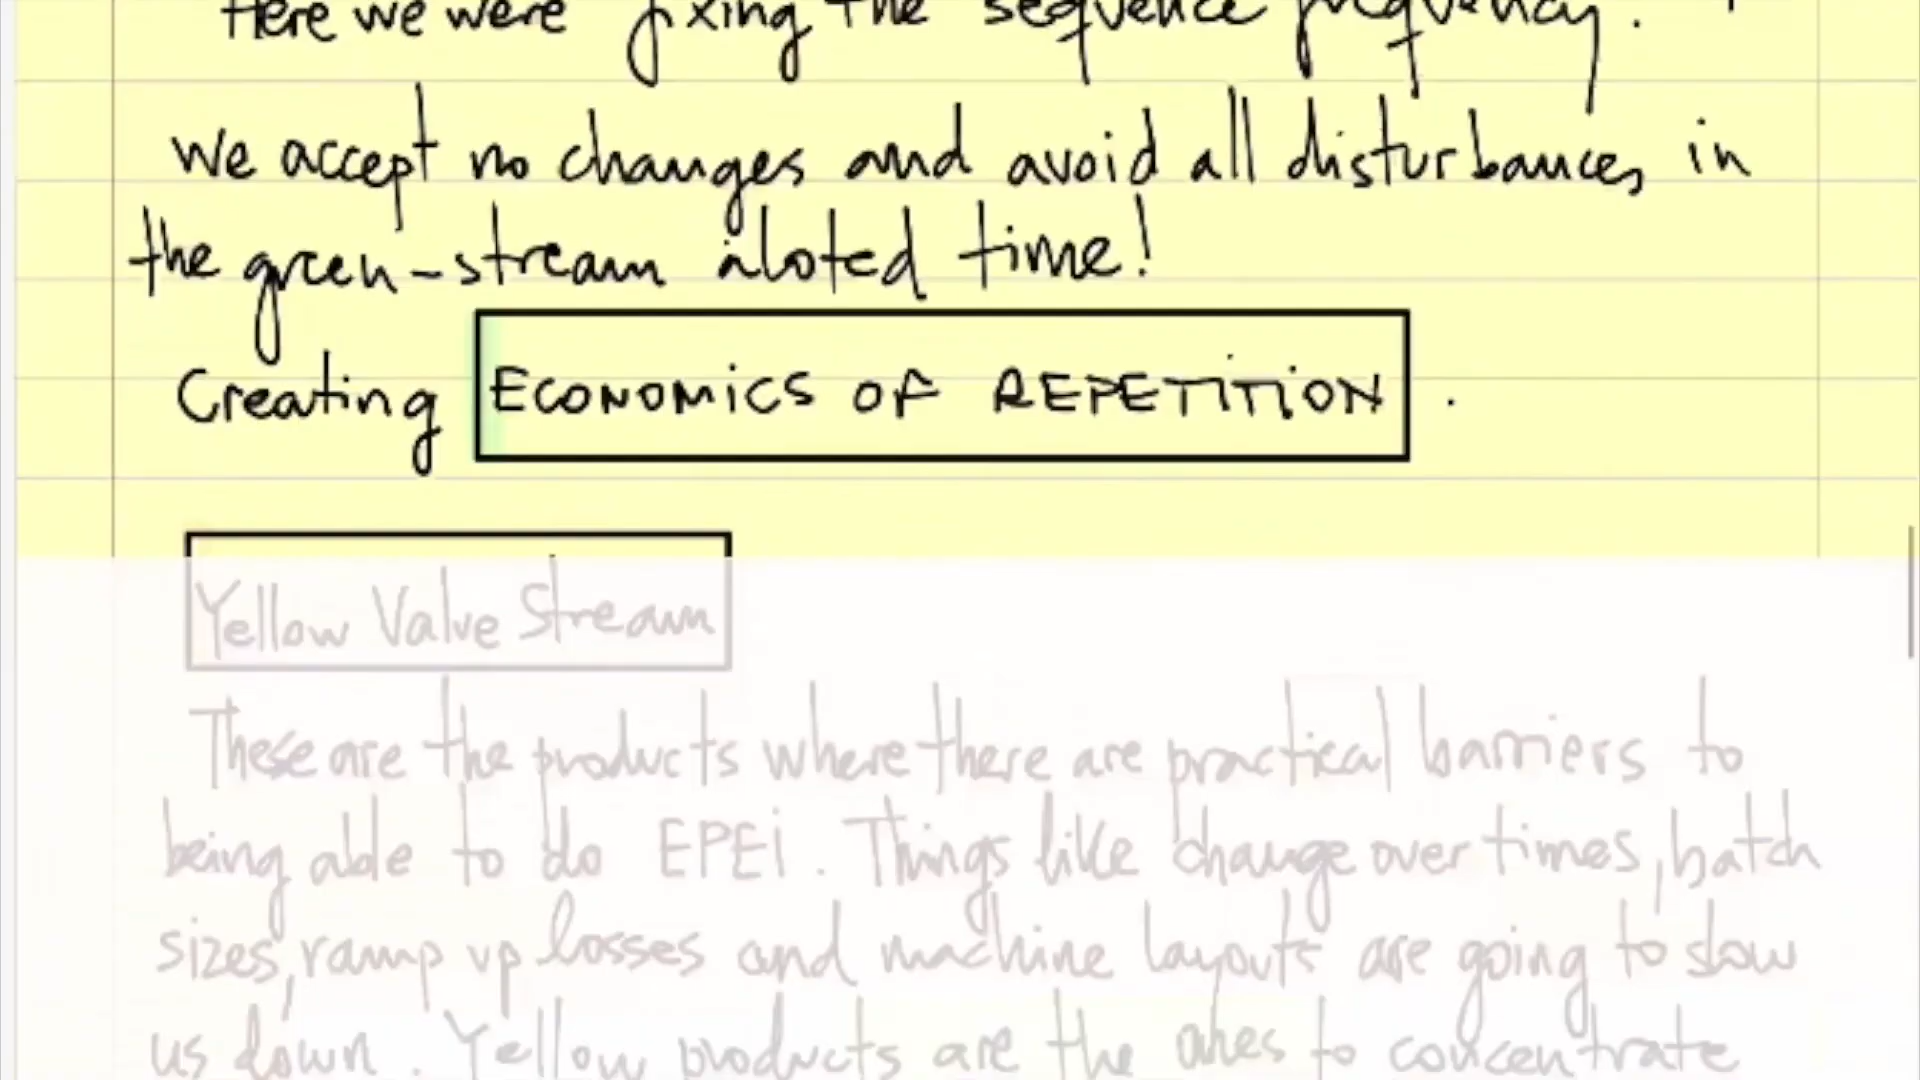 Here we were fixing the sequence frequency.
We accept no changes and avoid all disturbances in
the green-stream aloted time!
Creating ECONOMICS OF REPETITION .
Yellow Value Stream
These are the products where there are practical barriers to
being able to do EPEI. Things like change over times, batch
sizes, ramp up losses and machine layouts are going to slow
us down. Yellow products are the ones to concentrate